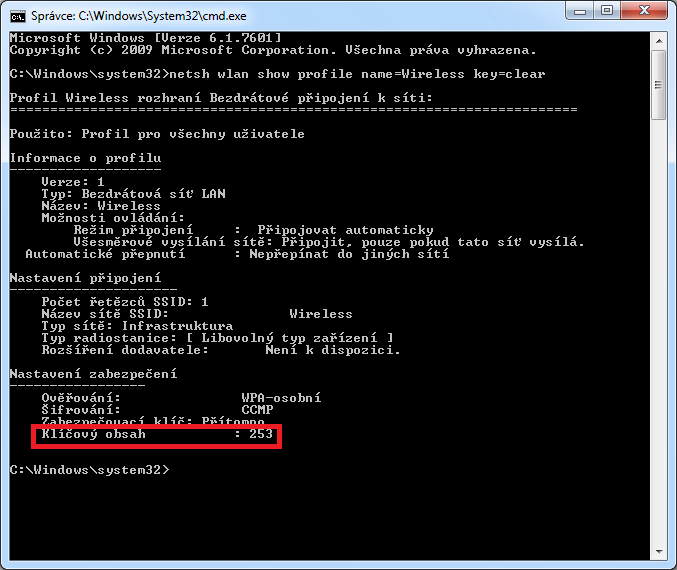 Správce: C:\Windows\System32\cmd.exe
Microsoft Windows [Verze 6.1.7601]
Copyright (c) 2009 Microsoft Corporation. Všechna práva vyhrazena.
C:\Windows\system32>netsh wlan show profile name=Wireless key=clear
Profil Wireless rozhraní Bezdrátové připojení k síti:
=======================================================================
Použito: Profil pro všechny uživatele
Informace o profilu
-------------------
Verze: 1
Typ: Bezdrátová síť LAN
Název: Wireless
Možnosti ovládání:
Režim připojení : Připojovat automaticky
Všesměrové vysílání sítě: Připojit, pouze pokud tato síť vysílá.
Automatické přepnutí : Nepřepínat do jiných sítí
Nastavení připojení
---------------------
Počet řetězců SSID: 1
Název sítě SSID: Wireless
Typ sítě: Infrastruktura
Typ radiostanice: [ Libovolný typ zařízení ]
Rozšíření dodavatele: Není k dispozici.
Nastavení zabezpečení
-----------------
Ověřování: WPA-osobní
Šifrování: CCMP
Zabezpečovací klíč: Přítomno
Klíčový obsah : 253
C:\Windows\system32>